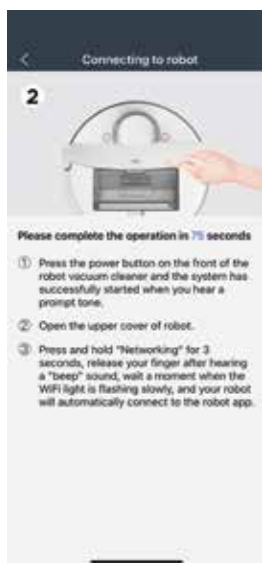 Connecting to robot
2
Please complete the operation in 75 seconds
① Press the power button on the front of the
robot vacuum cleaner and the system has
successfully started when you hear a
prompt tone.
② Open the upper cover of robot.
③ Press and hold "Networking" for 3
seconds, release your finger after hearing
a "beep" sound, wait a moment when the
WiFi light is flashing slowly, and your robot
will automatically connect to the robot app.